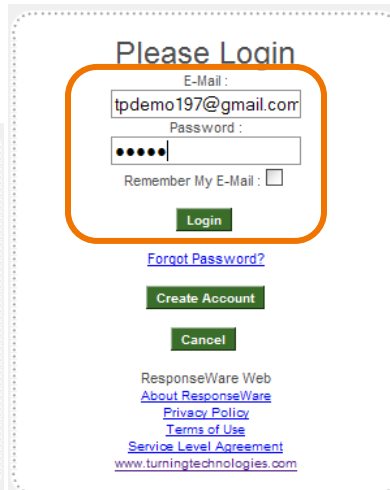 Please Login
E-Mail :
tpdemo197@gmail.com
Password :
●●●●●
Remember My E-Mail :
Login
Forgot Password?
Create Account
Cancel
ResponseWare Web
About ResponseWare
Privacy Policy
Terms of Use
Service Level Agreement
www.turningtechnologies.com